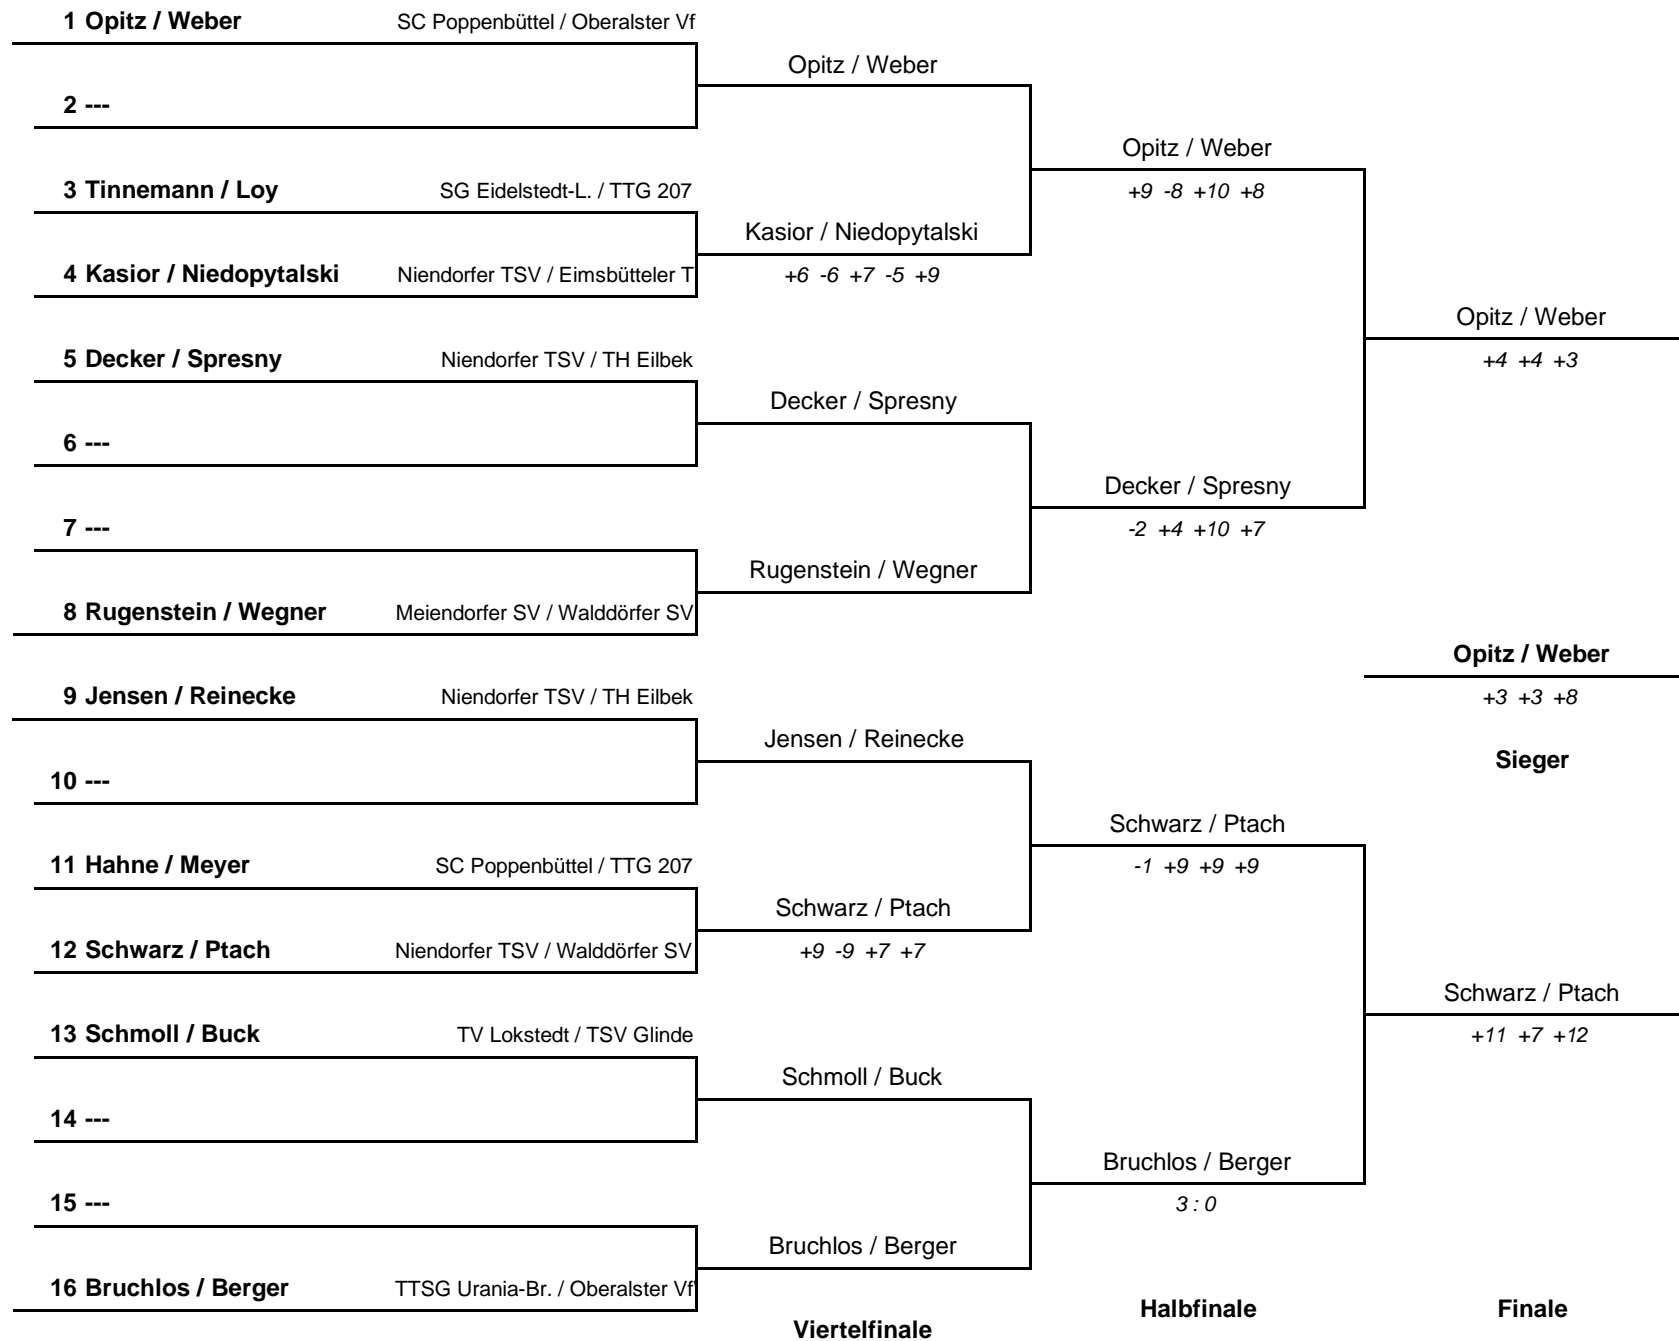 1 Opitz / Weber SC Poppenbüttel / Oberalster Vf
Opitz / Weber
2 ---
Opitz / Weber
3 Tinnemann / Loy SG Eidelstedt-L. / TTG 207 +9 -8 +10 +8
Kasior / Niedopytalski
4 Kasior / Niedopytalski Niendorfer TSV / Eimsbütteler T +6 -6 +7 -5 +9
Opitz / Weber
5 Decker / Spresny Niendorfer TSV / TH Eilbek +4 +4 +3
Decker / Spresny
6 ---
Decker / Spresny
7 --- -2 +4 +10 +7
Rugenstein / Wegner
8 Rugenstein / Wegner Meiendorfer SV / Walddörfer SV
Opitz / Weber
9 Jensen / Reinecke Niendorfer TSV / TH Eilbek +3 +3 +8
Jensen / Reinecke
Sieger
10 ---
Schwarz / Ptach
11 Hahne / Meyer SC Poppenbüttel / TTG 207 -1 +9 +9 +9
Schwarz / Ptach
12 Schwarz / Ptach Niendorfer TSV / Walddörfer SV +9 -9 +7 +7
Schwarz / Ptach
13 Schmoll / Buck TV Lokstedt / TSV Glinde +11 +7 +12
Schmoll / Buck
14 ---
Bruchlos / Berger
15 --- 3 : 0
Bruchlos / Berger
16 Bruchlos / Berger TTSG Urania-Br. / Oberalster Vf
Halbfinale Finale
Viertelfinale